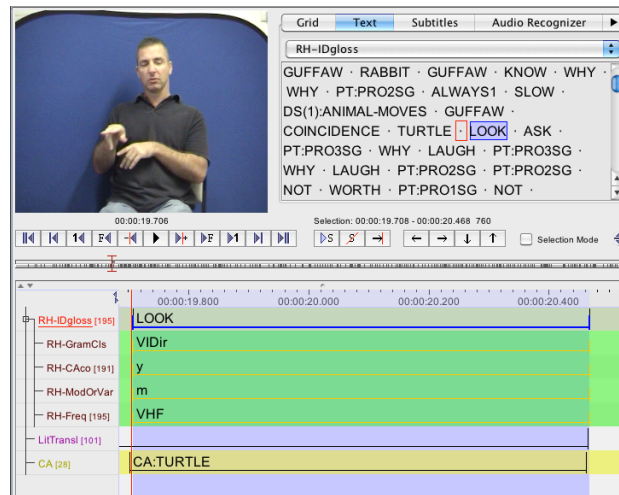 Grid Text Subtitles Audio Recognizer
RH-IDgloss
GUFFAW · RABBIT · GUFFAW · KNOW · WHY ·
WHY · PT:PRO2SG · ALWAYS1 · SLOW ·
DS(1):ANIMAL-MOVES · GUFFAW ·
COINCIDENCE · TURTLE · LOOK · ASK ·
PT:PRO3SG · WHY · LAUGH · PT:PRO3SG ·
WHY · LAUGH · PT:PRO2SG · PT:PRO2SG ·
NOT · WORTH · PT:PRO1SG · NOT ·
00:00:19.706 Selection: 00:00:19.708 - 00:00:20.468 760
1 F + F 1 S S Selection Mode
00:00:19.800 00:00:20.000 00:00:20.200 00:00:20.400
RH-IDgloss [195] LOOK
RH-GramCls VIDir
RH-CAco [191] y
RH-ModOrVar m
RH-Freq [195] VHF
LitTransl [101]
CA [28] CA:TURTLE